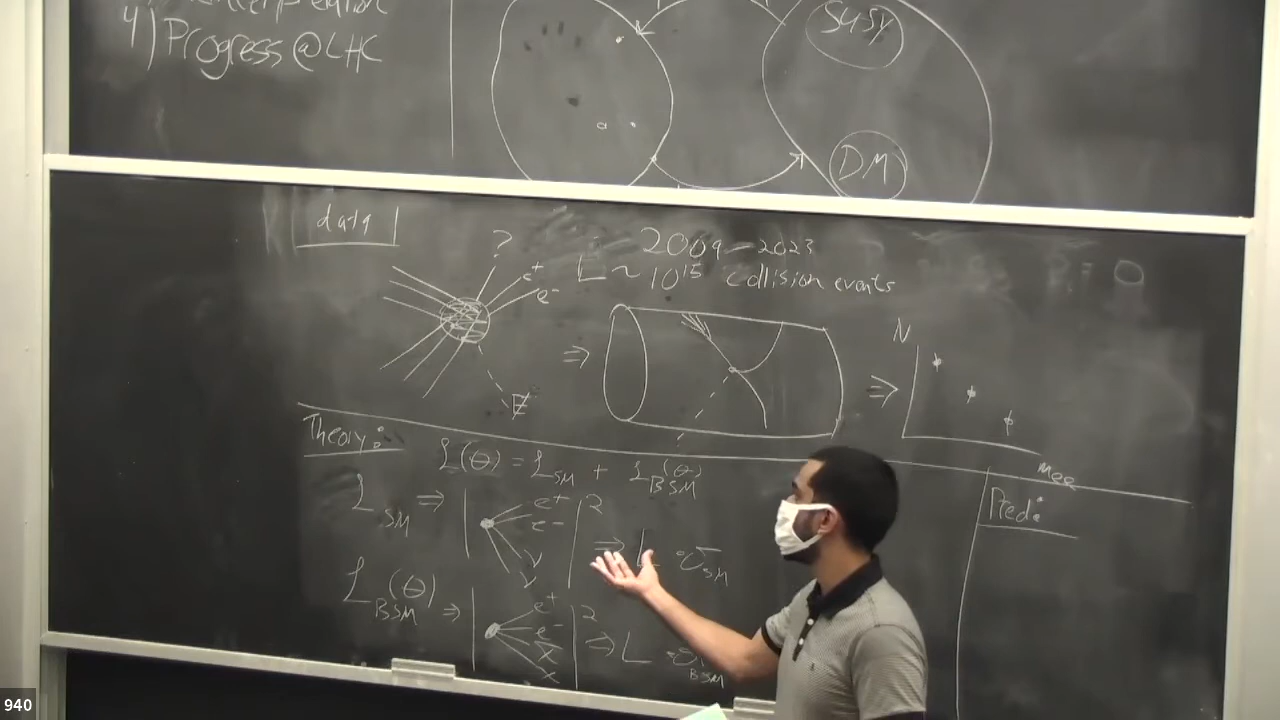 4) Progress @ LHC
SUSY
DM
data
?
e+
e-
2009-2023
L ~ 10^15 Collision events
N
mee
E
Theory:
L(θ) = L_SM + L_BSM(θ)
L_SM ⇒ | e+ e- ν ν |^2 ⇒ L · σ_SM
L_BSM(θ) ⇒ | e+ e- χ χ |^2 ⇒ L · σ_BSM
Pred:
940